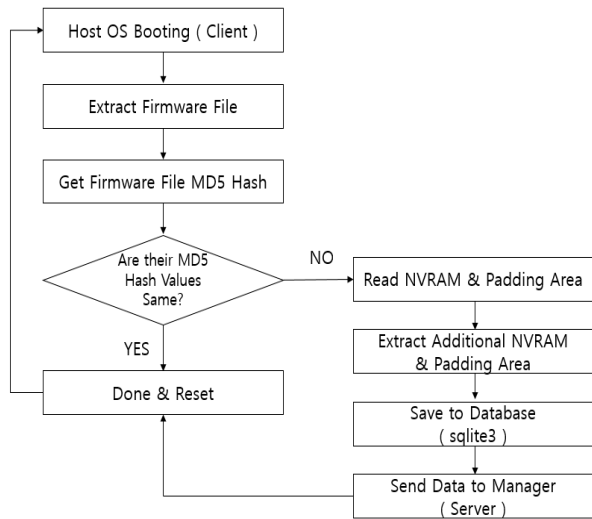 Host OS Booting ( Client )
Extract Firmware File
Get Firmware File MD5 Hash
Are their MD5
Hash Values
Same?
NO
YES
Read NVRAM & Padding Area
Extract Additional NVRAM
& Padding Area
Save to Database
( sqlite3 )
Send Data to Manager
( Server )
Done & Reset